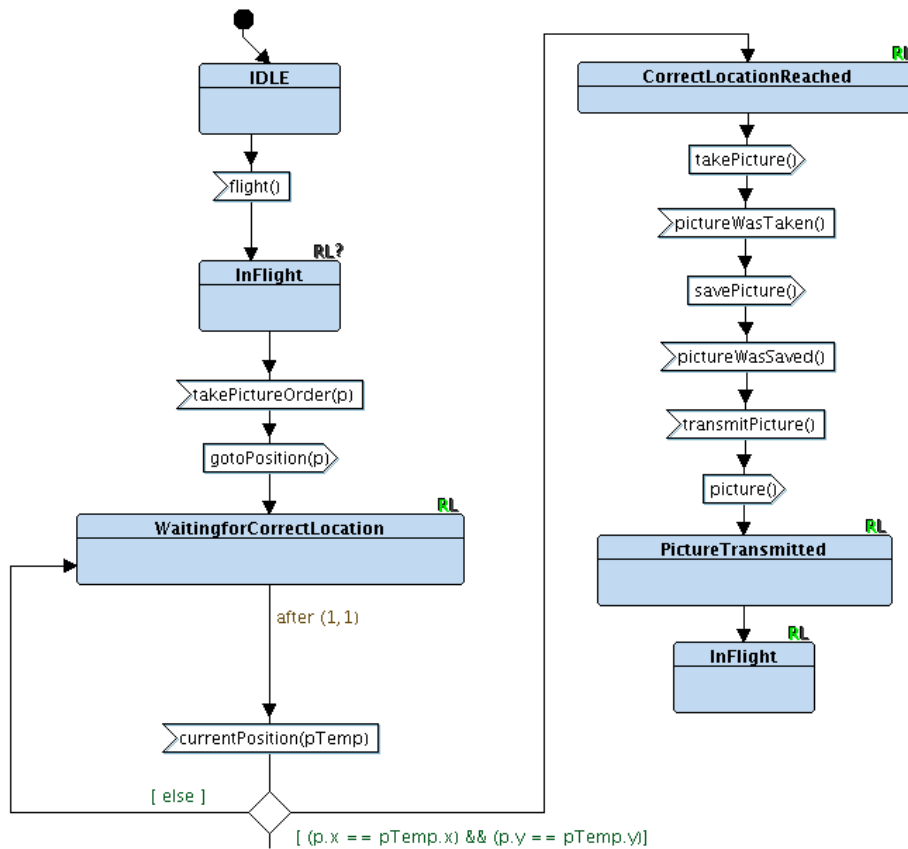 IDLE
flight()
RL?
InFlight
takePictureOrder(p)
gotoPosition(p)
RL
WaitingforCorrectLocation
after (1,1)
currentPosition(pTemp)
[ else ]
[ (p.x == pTemp.x) && (p.y == pTemp.y)]
RL
CorrectLocationReached
takePicture()
pictureWasTaken()
savePicture()
pictureWasSaved()
transmitPicture()
picture()
RL
PictureTransmitted
RL
InFlight